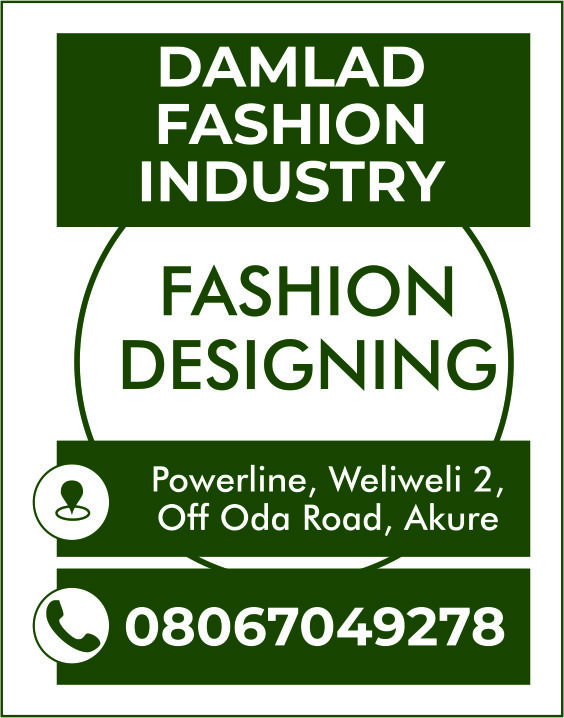 DAMLAD
FASHION
INDUSTRY
FASHION
DESIGNING
Powerline, Weliweli 2,
Off Oda Road, Akure
08067049278